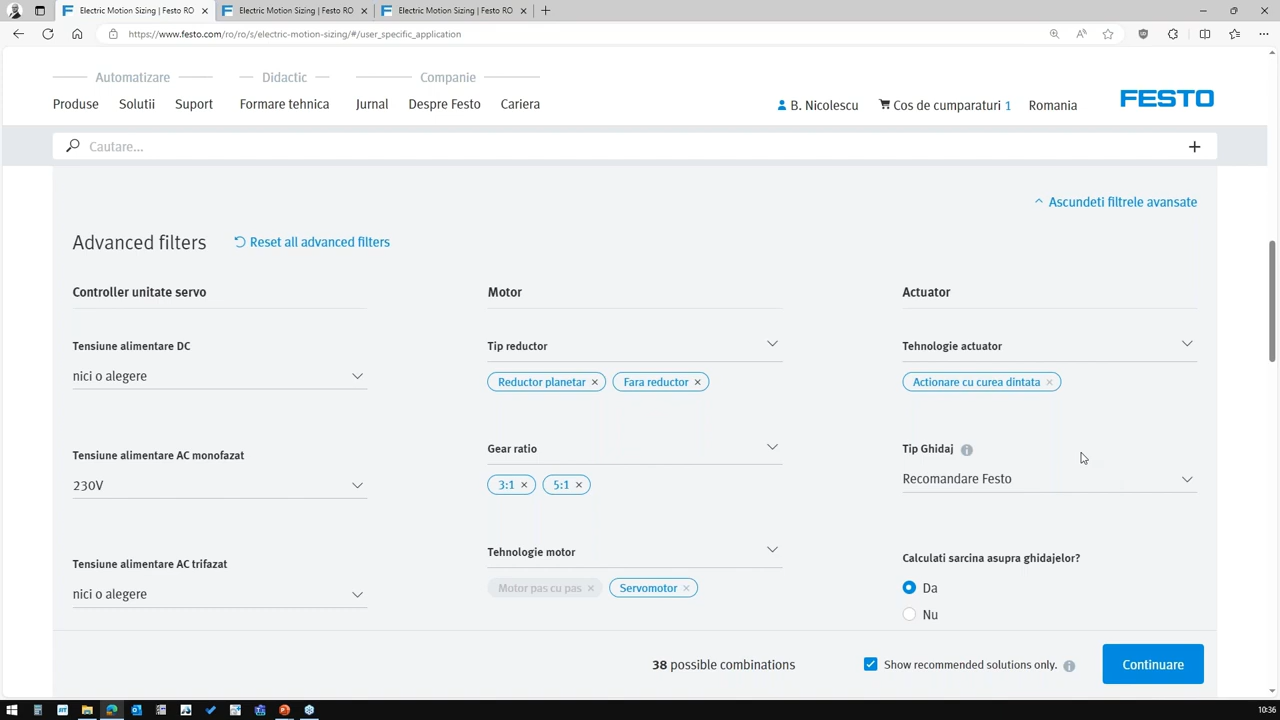 Electric Motion Sizing | Festo RO
Electric Motion Sizing | Festo RO
Electric Motion Sizing | Festo RO
https://www.festo.com/ro/ro/s/electric-motion-sizing/#/user_specific_application
Automatizare
Didactic
Companie
Produse
Solutii
Suport
Formare tehnica
Jurnal
Despre Festo
Cariera
B. Nicolescu
Cos de cumparaturi 1
Romania
FESTO
Cautare...
Ascundeti filtrele avansate
Advanced filters
Reset all advanced filters
Controller unitate servo
Motor
Actuator
Tensiune alimentare DC
Tip reductor
Tehnologie actuator
nici o alegere
Reductor planetar ×
Fara reductor ×
Actionare cu curea dintata ×
Tensiune alimentare AC monofazat
Gear ratio
Tip Ghidaj
230V
3:1 ×
5:1 ×
Recomandare Festo
Tensiune alimentare AC trifazat
Tehnologie motor
Calculati sarcina asupra ghidajelor?
nici o alegere
Motor pas cu pas ×
Servomotor ×
Da
Nu
38 possible combinations
Show recommended solutions only.
Continuare
10:36